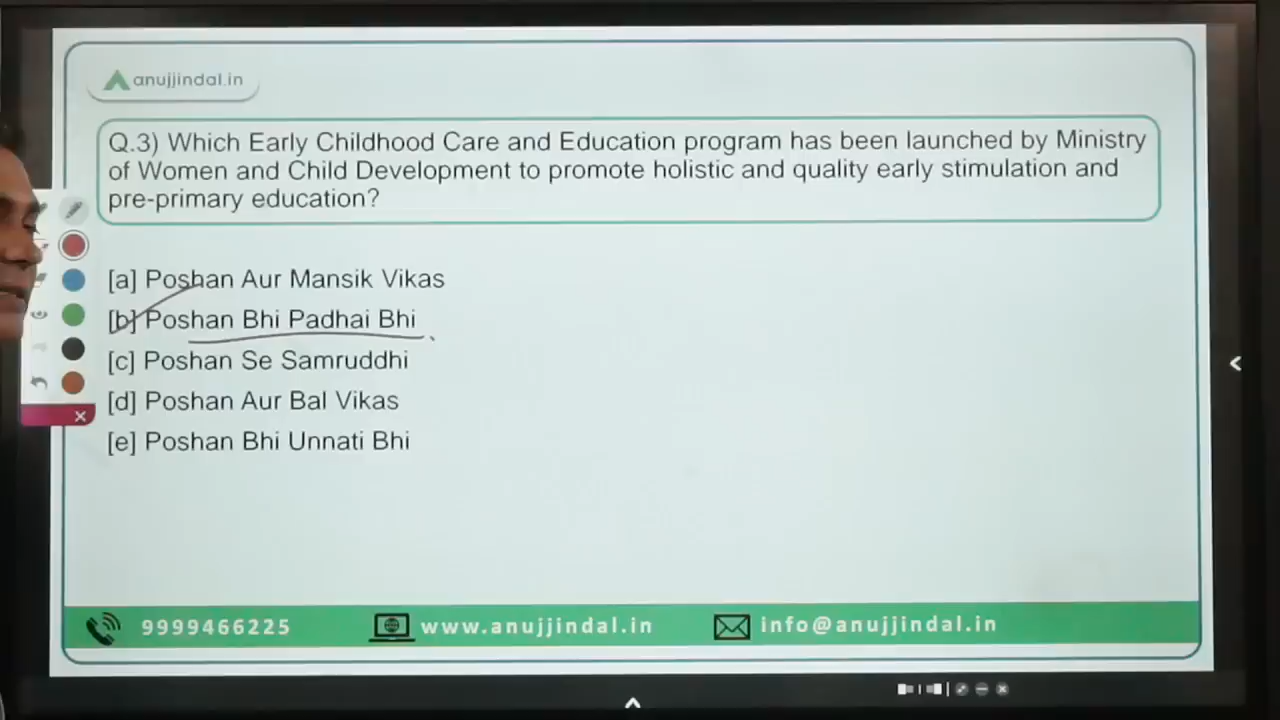 anujjindal.in
Q.3) Which Early Childhood Care and Education program has been launched by Ministry
of Women and Child Development to promote holistic and quality early stimulation and
pre-primary education?
[a] Poshan Aur Mansik Vikas
[b] Poshan Bhi Padhai Bhi
[c] Poshan Se Samruddhi
[d] Poshan Aur Bal Vikas
[e] Poshan Bhi Unnati Bhi
9999466225 www.anujjindal.in info@anujjindal.in